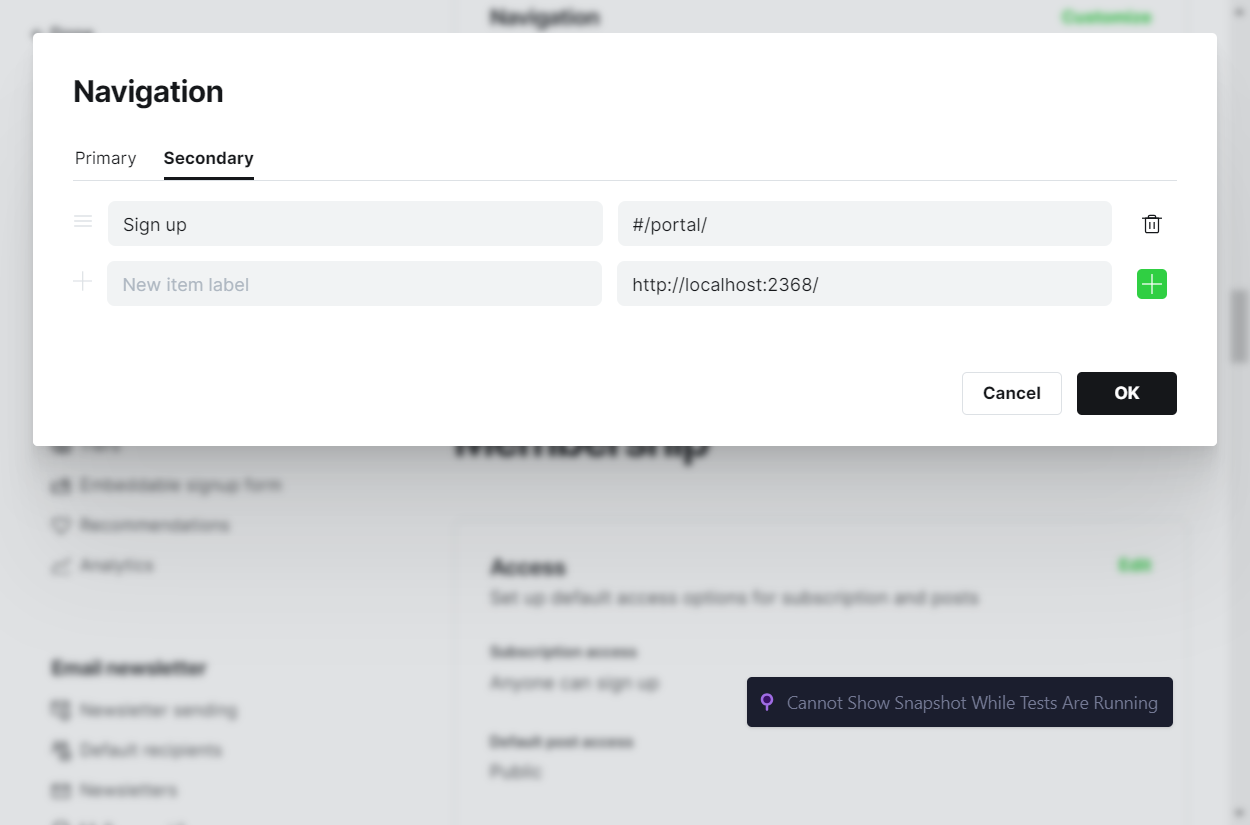 Navigation
Customize
Navigation
Primary
Secondary
Sign up
#/portal/
New item label
http://localhost:2368/
Cancel
OK
Membership
Embeddable signup form
Recommendations
Analytics
Access
Edit
Set up default access options for subscription and posts
Email newsletter
Subscription access
Anyone can sign up
Newsletter sending
Cannot Show Snapshot While Tests Are Running
Default recipients
Default post access
Public
Newsletters